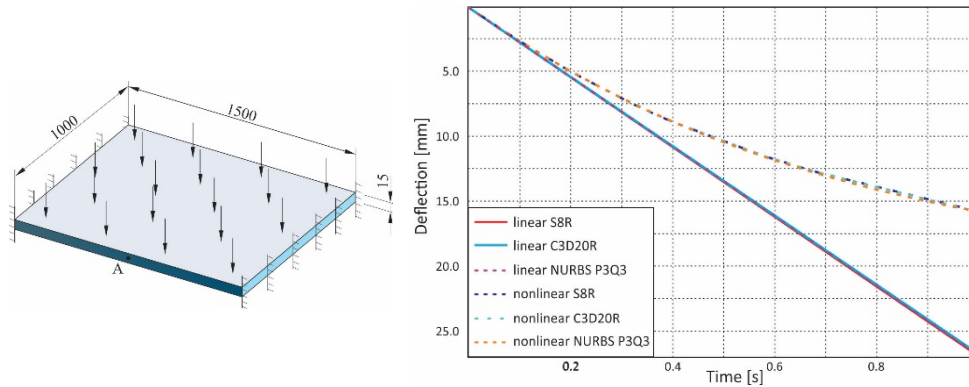 1000
1500
15
A
Deflection [mm]
5.0
10.0
15.0
20.0
25.0
linear S8R
linear C3D20R
linear NURBS P3Q3
nonlinear S8R
nonlinear C3D20R
nonlinear NURBS P3Q3
0.2
0.4
0.6
0.8
Time [s]